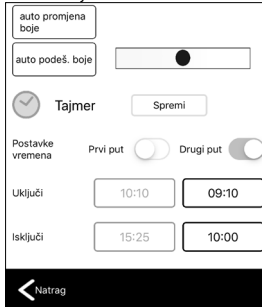 auto promjena
boje
auto podeš. boje
Tajmer Spremi
Postavke
vremena
Prvi put Drugi put
Uključi 10:10 09:10
Isključi 15:25 10:00
Natrag